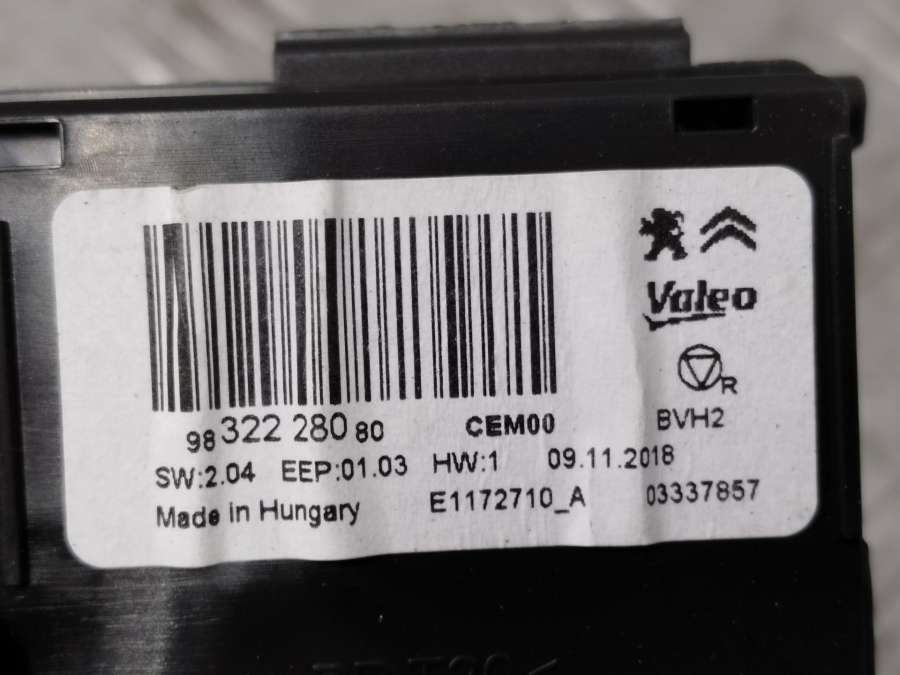 Valeo
R
BVH2
98 322 280 80 CEM00
SW:2.04 EEP:01.03 HW:1 09.11.2018
Made in Hungary E1172710_A 03337857